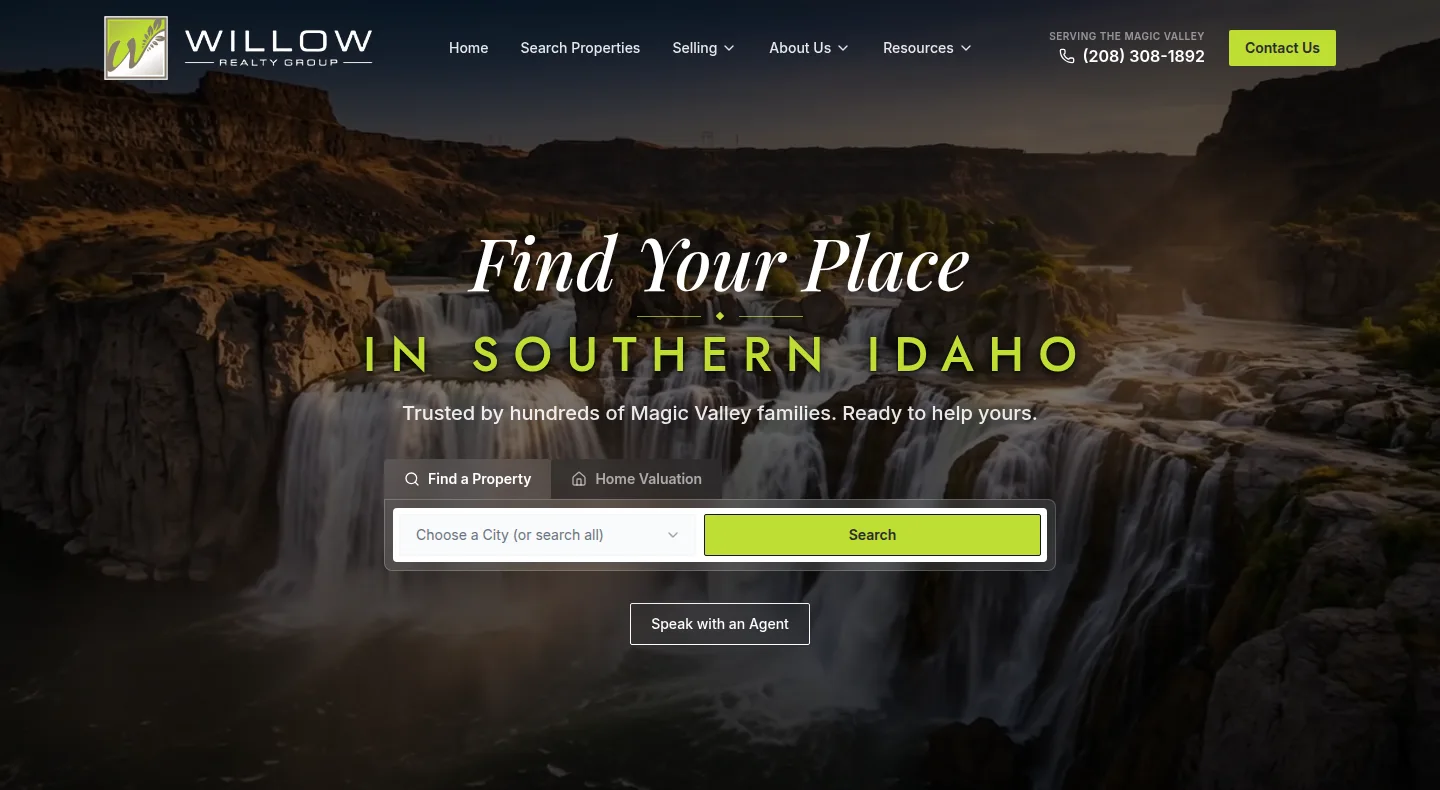 WILLOW
REALTY GROUP
Home
Search Properties
Selling
About Us
Resources
SERVING THE MAGIC VALLEY
(208) 308-1892
Contact Us
Find Your Place
IN SOUTHERN IDAHO
Trusted by hundreds of Magic Valley families. Ready to help yours.
Find a Property
Home Valuation
Choose a City (or search all)
Search
Speak with an Agent